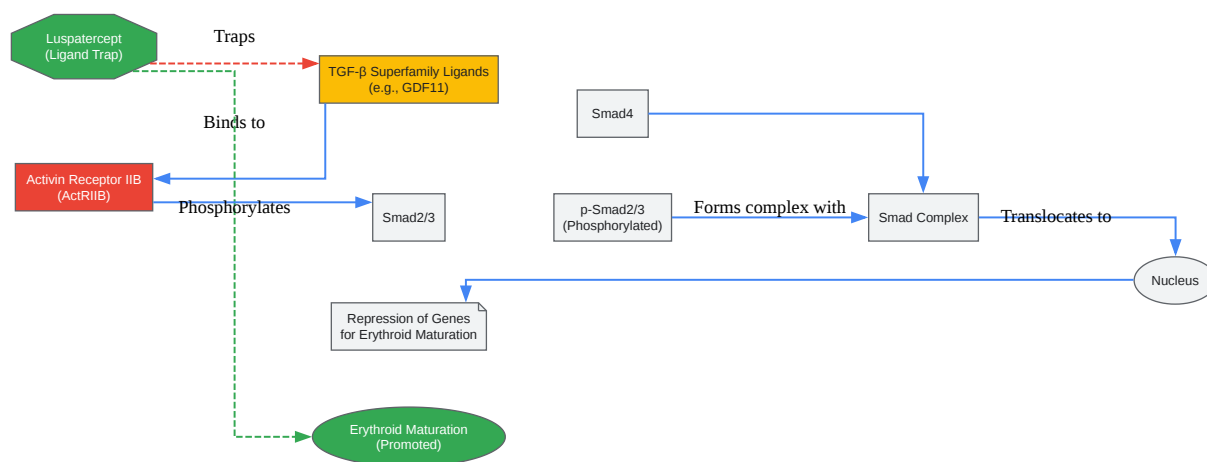 Luspatercept
(Ligand Trap)
Traps
TGF-β Superfamily Ligands
(e.g., GDF11)
Binds to
Smad4
Activin Receptor IIB
(ActRIIB)
Phosphorylates
Smad2/3
p-Smad2/3
(Phosphorylated)
Forms complex with
Smad Complex
Translocates to
Nucleus
Repression of Genes
for Erythroid Maturation
Erythroid Maturation
(Promoted)